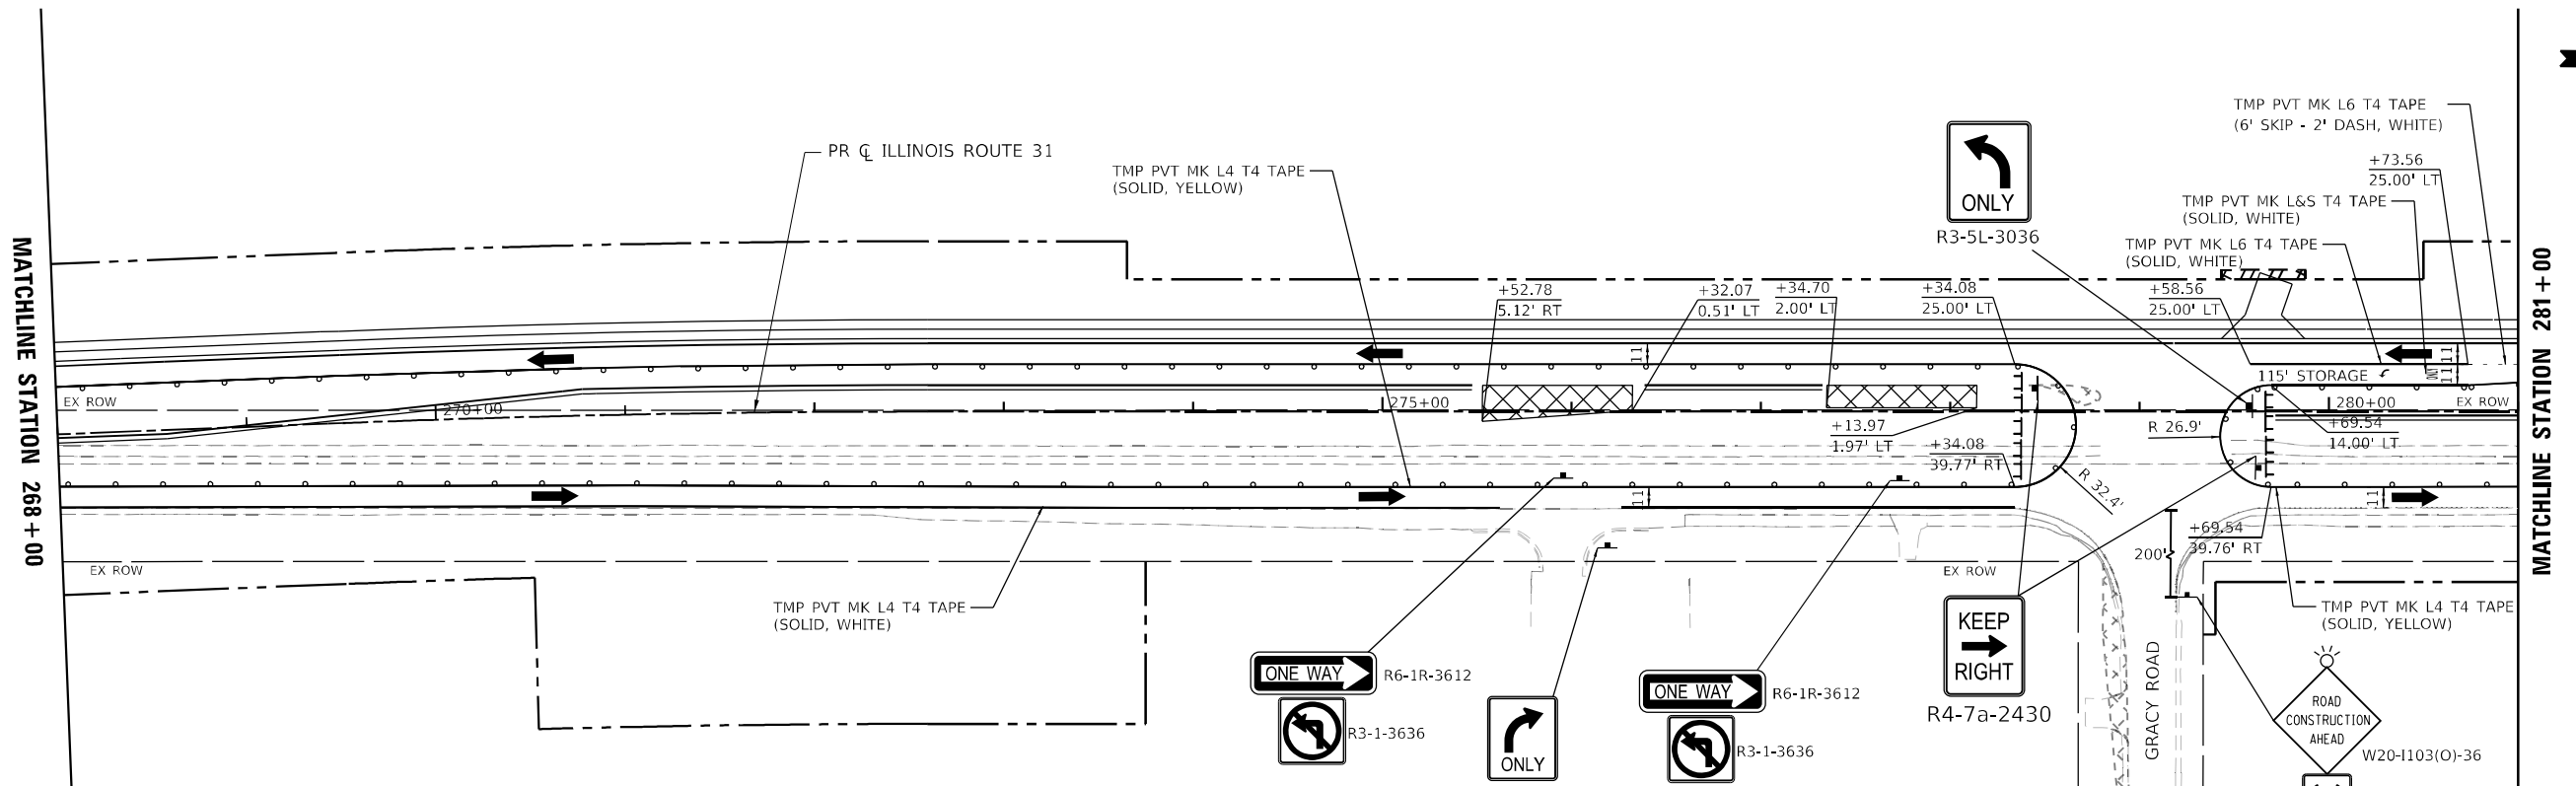 MATCHLINE STATION 268+00
PR ℄ ILLINOIS ROUTE 31
TMP PVT MK L4 T4 TAPE
(SOLID, YELLOW)
ONLY
R3-5L-3036
TMP PVT MK L6 T4 TAPE
(6' SKIP - 2' DASH, WHITE)
+73.56
25.00' LT
TMP PVT MK L&S T4 TAPE
(SOLID, WHITE)
TMP PVT MK L6 T4 TAPE
(SOLID, WHITE)
+52.78
5.12' RT
+32.07
0.51' LT
+34.70
2.00' LT
+34.08
25.00' LT
+58.56
25.00' LT
11
11
11
115' STORAGE
EX ROW
270+00
275+00
280+00
EX ROW
+13.97
1.97' LT
+34.08
39.77' RT
R 26.9'
+69.54
14.00' LT
R 32.4'
11
11
+69.54
39.76' RT
200'
EX ROW
EX ROW
TMP PVT MK L4 T4 TAPE
(SOLID, WHITE)
TMP PVT MK L4 T4 TAPE
(SOLID, YELLOW)
ONE WAY
R6-1R-3612
R3-1-3636
ONLY
ONE WAY
R6-1R-3612
R3-1-3636
KEEP
RIGHT
R4-7a-2430
GRACY ROAD
ROAD
CONSTRUCTION
AHEAD
W20-I103(O)-36
MATCHLINE STATION 281+00